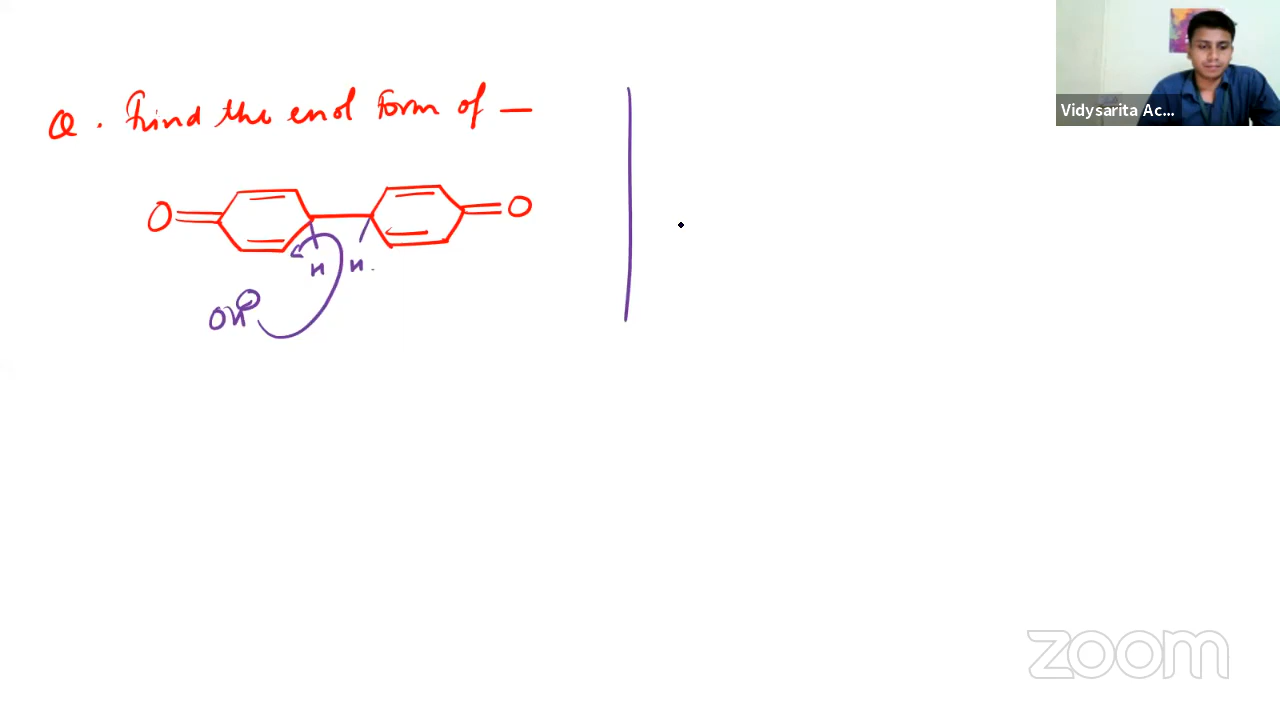 Q. Find the enol form of —
O O
H H
OH⊖
Vidysarita Ac...
zoom